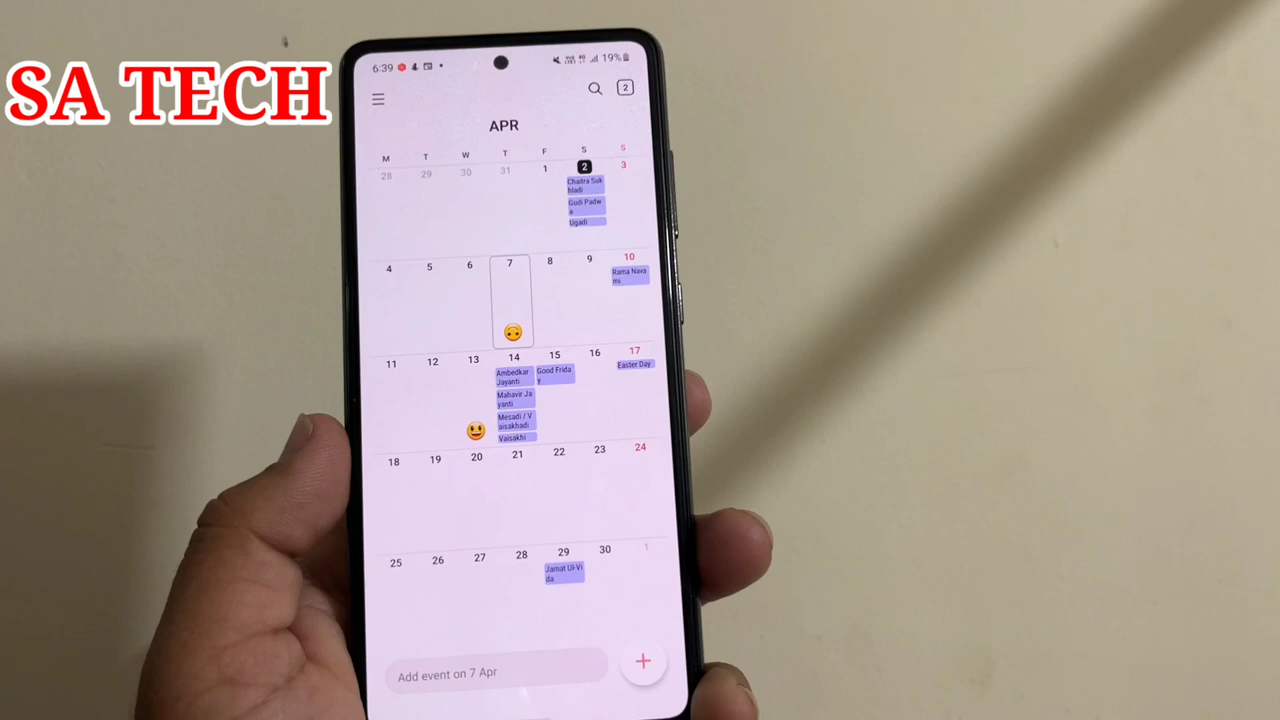 SA TECH
6:39
19%
2
APR
M T W T F S S
28 29 30 31 1 2 3
Chaitra Suk
hladi
Gudi Padw
a
Ugadi
4 5 6 7 8 9 10
Rama Nava
mi
11 12 13 14 15 16 17
Ambedkar
Jayanti
Mahavir Ja
yanti
Mesadi / V
aisakhadi
Vaisakhi
Good Frida
y
Easter Day
18 19 20 21 22 23 24
25 26 27 28 29 30 1
Jamat Ul-Vi
da
Add event on 7 Apr